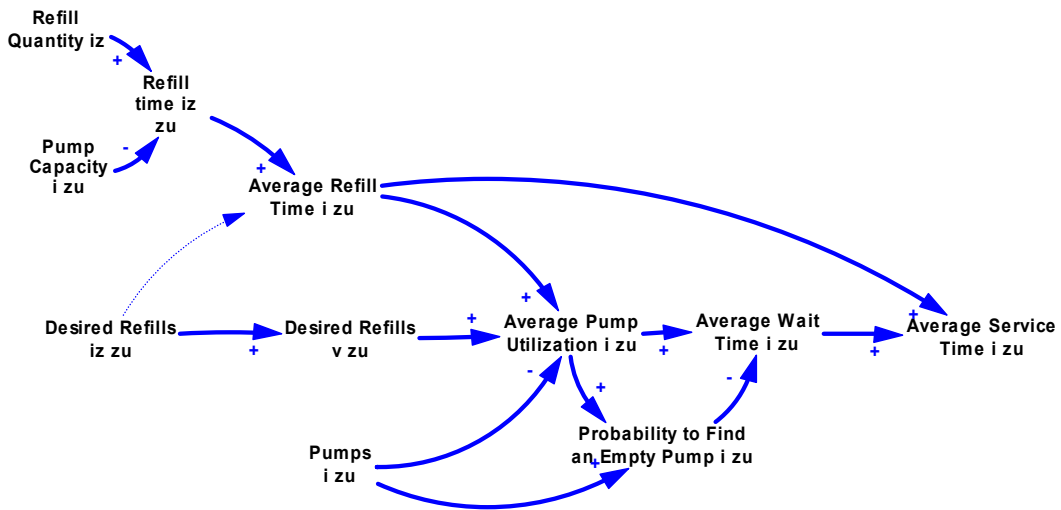 Refill
Quantity iz
+
Refill
time iz
zu
-
Pump
Capacity
i zu
+
Average Refill
Time i zu
+
+
Desired Refills
iz zu
+
Desired Refills
v zu
+
Average Pump
Utilization i zu
+
Average Wait
Time i zu
+
Average Service
Time i zu
-
+
-
Probability to Find
an Empty Pump i zu
+
Pumps
i zu